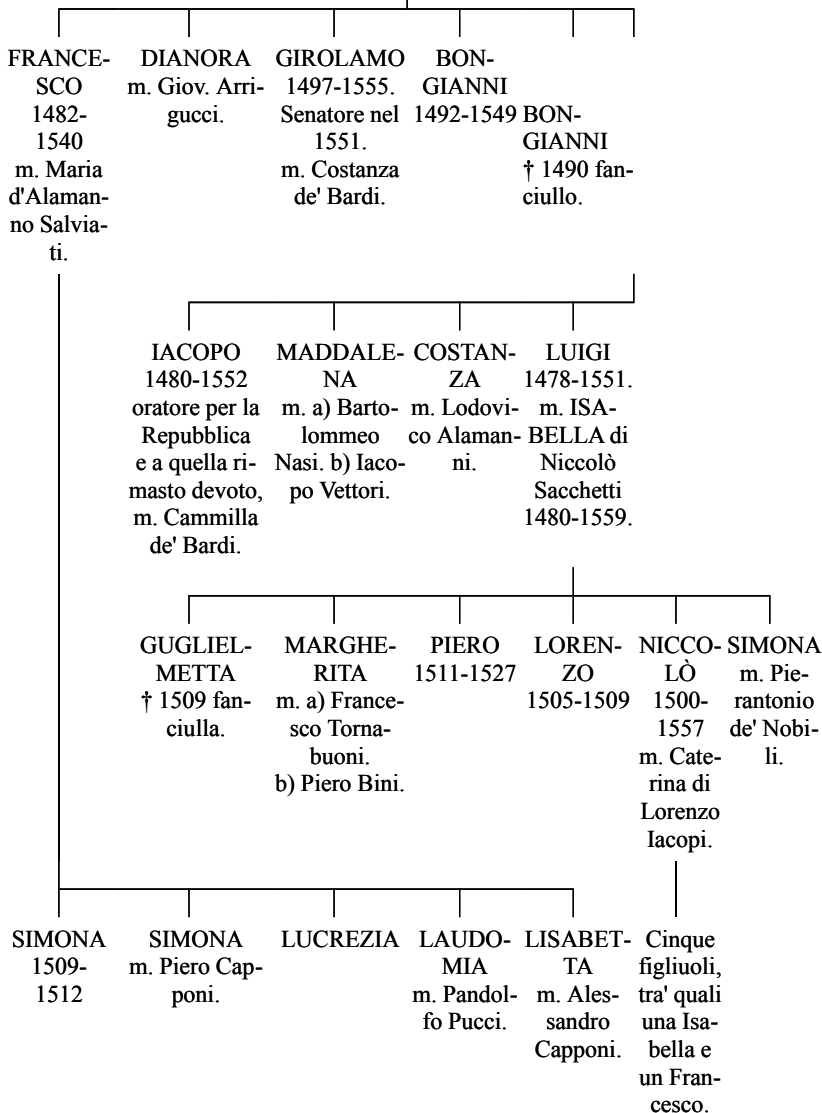 FRANCE-
SCO
1482-
1540
m. Maria
d'Alaman-
no Salvia-
ti.
DIANORA
m. Giov. Arri-
gucci.
GIROLAMO
1497-1555.
Senatore nel
1551.
m. Costanza
de' Bardi.
BON-
GIANNI
1492-1549
BON-
GIANNI
† 1490 fan-
ciullo.
IACOPO
1480-1552
oratore per la
Repubblica
e a quella ri-
masto devoto,
m. Cammilla
de' Bardi.
MADDALE-
NA
m. a) Barto-
lommeo
Nasi. b) Iaco-
po Vettori.
COSTAN-
ZA
m. Lodovi-
co Alaman-
ni.
LUIGI
1478-1551.
m. ISA-
BELLA di
Niccolò
Sacchetti
1480-1559.
GUGLIEL-
METTA
† 1509 fan-
ciulla.
MARGHE-
RITA
m. a) France-
sco Torna-
buoni.
b) Piero Bini.
PIERO
1511-1527
LOREN-
ZO
1505-1509
NICCO-
LÒ
1500-
1557
m. Cate-
rina di
Lorenzo
Iacopi.
SIMONA
m. Pie-
rantonio
de' Nobi-
li.
SIMONA
1509-
1512
SIMONA
m. Piero Cap-
poni.
LUCREZIA
LAUDO-
MIA
m. Pandol-
fo Pucci.
LISABET-
TA
m. Ales-
sandro
Capponi.
Cinque
figliuoli,
tra' quali
una Isa-
bella e
un Fran-
cesco.